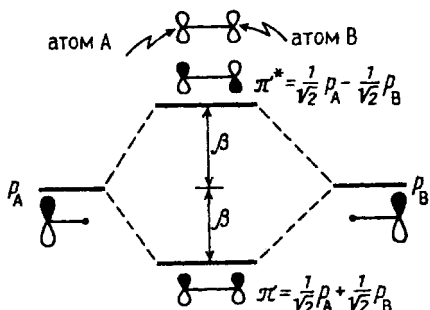 атом A атом B
π* = 1/√2 p_A − 1/√2 p_B
β
p_A p_B
β
π = 1/√2 p_A + 1/√2 p_B